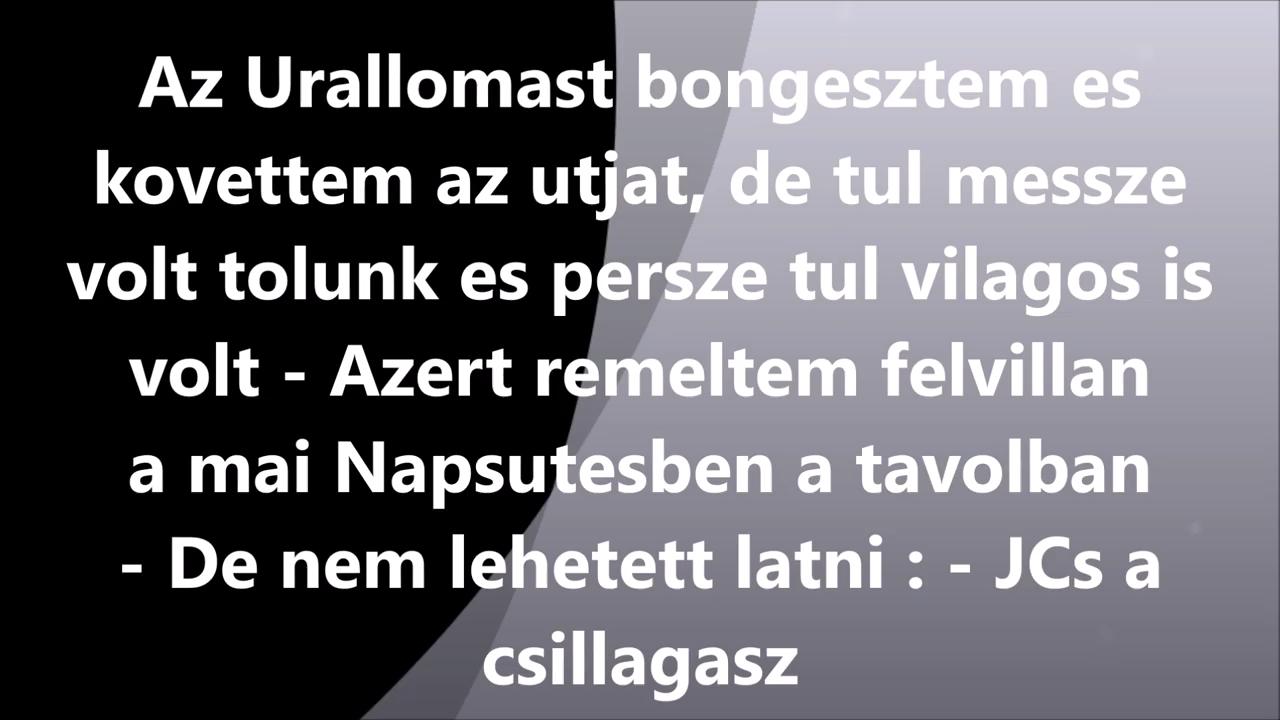 Az Urallomast bongesztem es
kovettem az utjat, de tul messze
volt tolunk es persze tul vilagos is
volt - Azert remeltem felvillan
a mai Napsutesben a tavolban
- De nem lehetett latni : - JCs a
csillagasz